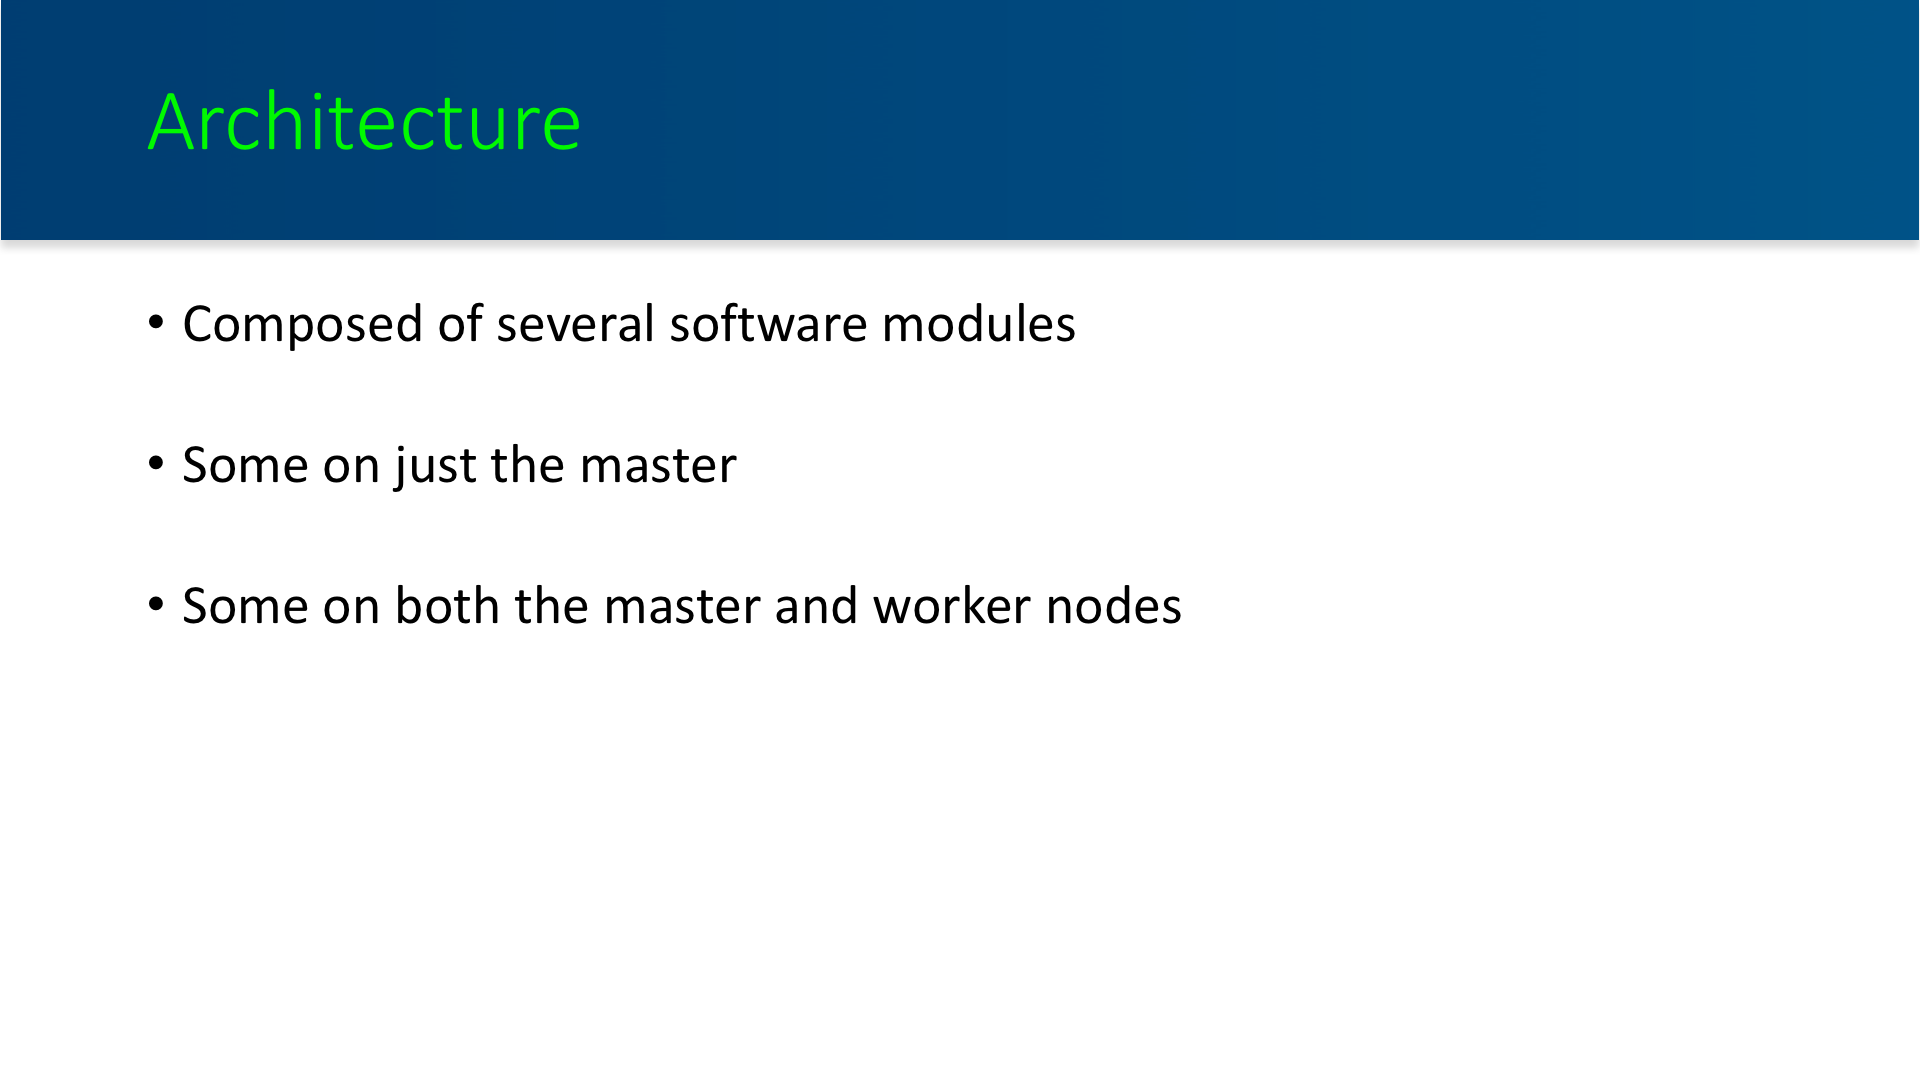 Architecture
• Composed of several software modules
• Some on just the master
• Some on both the master and worker nodes